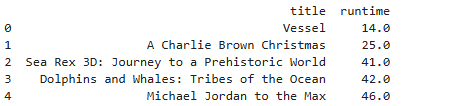 title runtime
0 Vessel 14.0
1 A Charlie Brown Christmas 25.0
2 Sea Rex 3D: Journey to a Prehistoric World 41.0
3 Dolphins and Whales: Tribes of the Ocean 42.0
4 Michael Jordan to the Max 46.0